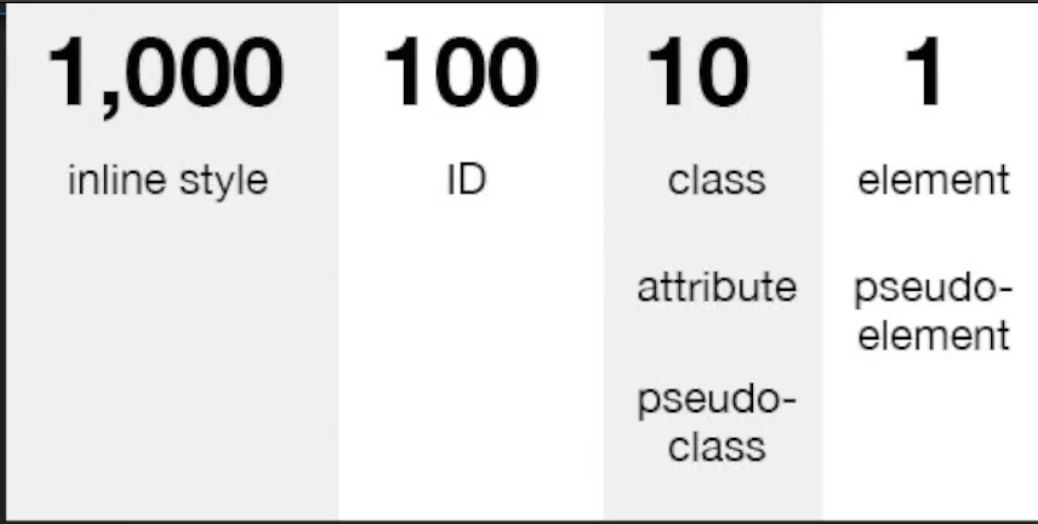 1,000
inline style
100
ID
10
class
attribute
pseudo-
class
1
element
pseudo-
element